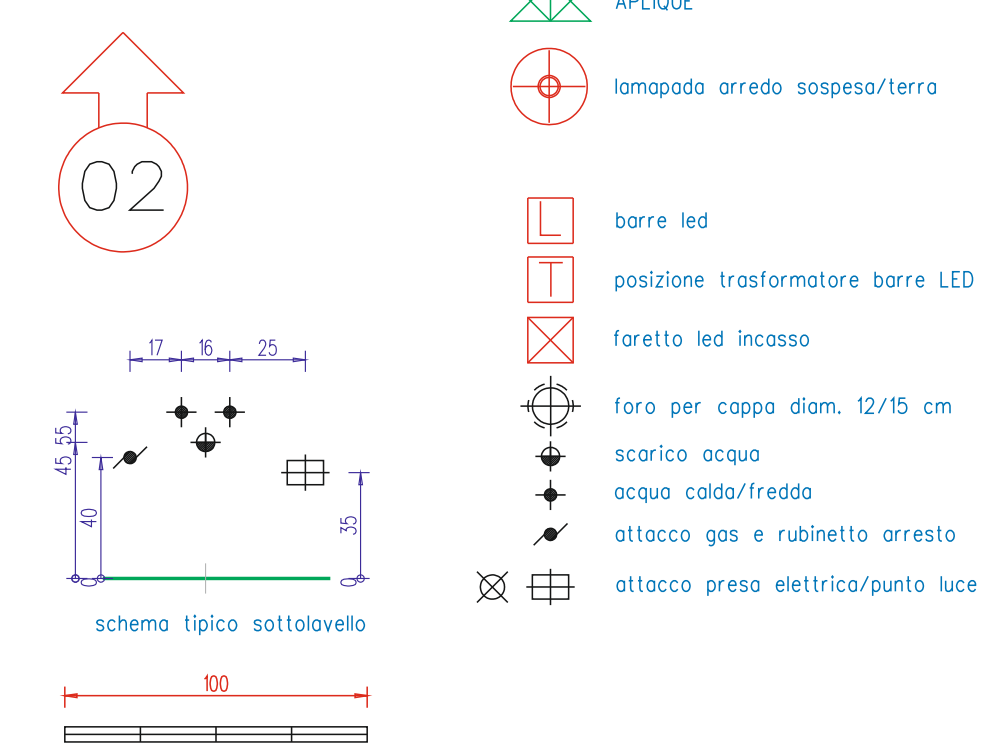 APLIQUE
lamapada arredo sospesa/terra
02
L
barre led
T
posizione trasformatore barre LED
faretto led incasso
17 16 25
foro per cappa diam. 12/15 cm
scarico acqua
acqua calda/fredda
attacco gas e rubinetto arresto
attacco presa elettrica/punto luce
55
45
40
35
0 0
schema tipico sottolavello
100